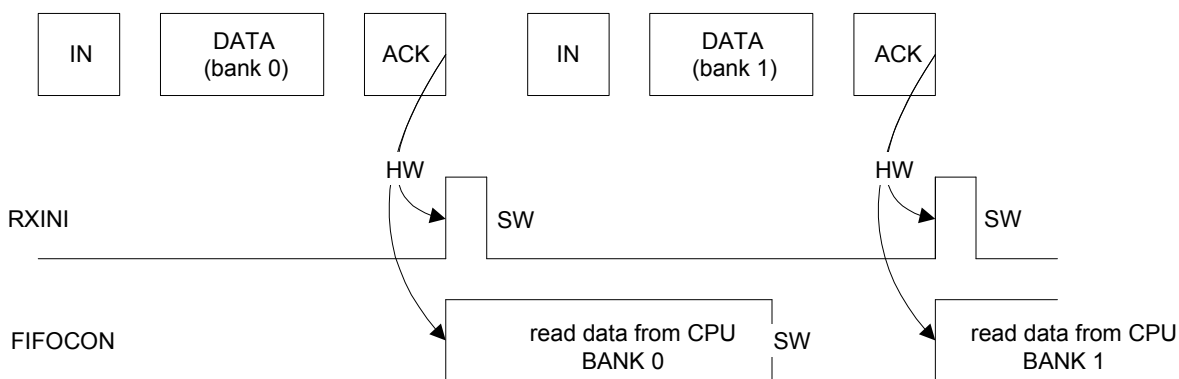 IN
DATA
(bank 0)
ACK
IN
DATA
(bank 1)
ACK
HW
HW
RXINI
SW
SW
FIFOCON
read data from CPU
BANK 0
SW
read data from CPU
BANK 1